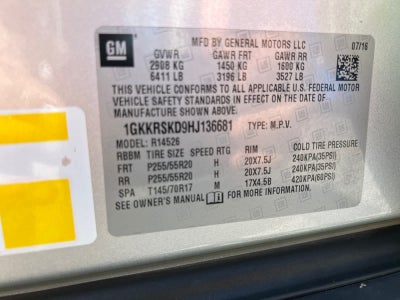 GM
MFD BY GENERAL MOTORS LLC 07/16
GVWR GAWR FRT GAWR RR
2908 KG 1450 KG 1600 KG
6411 LB 3196 LB 3527 LB
THIS VEHICLE CONFORMS TO ALL APPLICABLE U.S. FEDERAL MOTOR
VEHICLE SAFETY STANDARDS IN EFFECT ON THE DATE OF
MANUFACTURE SHOWN ABOVE.
1GKKRSKD9HJ136681 TYPE: M.P.V.
MODEL: R14526
RBBM TIRE SIZE SPEED RTG RIM COLD TIRE PRESSURE
FRT P255/55R20 H 20X7.5J 240KPA(35PSI)
RR P255/55R20 H 20X7.5J 240KPA(35PSI)
SPA T145/70R17 M 17X4.5B 420KPA(60PSI)
SEE OWNER'S MANUAL FOR MORE INFORMATION.